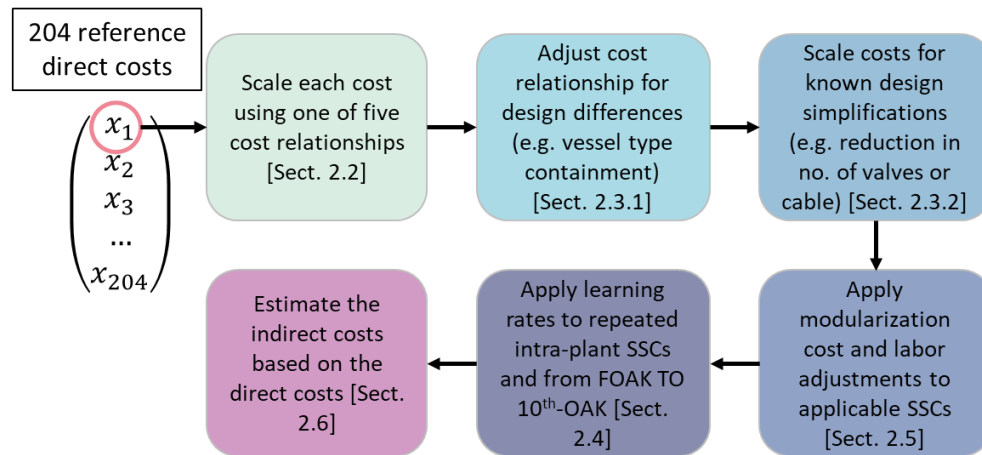 204 reference
direct costs
x₁
x₂
x₃
...
x₂₀₄
Scale each cost
using one of five
cost relationships
[Sect. 2.2]
Adjust cost
relationship for
design differences
(e.g. vessel type
containment)
[Sect. 2.3.1]
Scale costs for
known design
simplifications
(e.g. reduction in
no. of valves or
cable) [Sect. 2.3.2]
Apply
modularization
cost and labor
adjustments to
applicable SSCs
[Sect. 2.5]
Apply learning
rates to repeated
intra-plant SSCs
and from FOAK TO
10ᵗʰ-OAK [Sect.
2.4]
Estimate the
indirect costs
based on the
direct costs [Sect.
2.6]